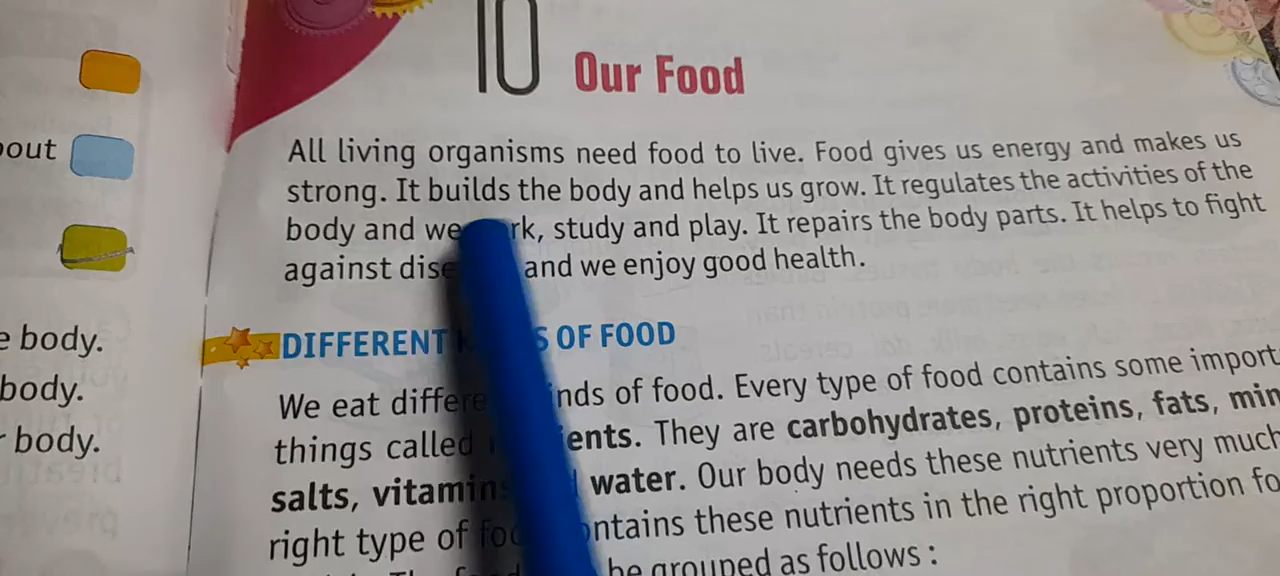 10
Our Food
All living organisms need food to live. Food gives us energy and makes us
strong. It builds the body and helps us grow. It regulates the activities of the
body and we rk, study and play. It repairs the body parts. It helps to fight
against dise and we enjoy good health.
DIFFERENT S OF FOOD
We eat differe nds of food. Every type of food contains some import
things called ients. They are carbohydrates, proteins, fats, min
salts, vitamin water. Our body needs these nutrients very much
right type of foo ntains these nutrients in the right proportion fo
be grouped as follows :
bout
e body.
body.
r body.